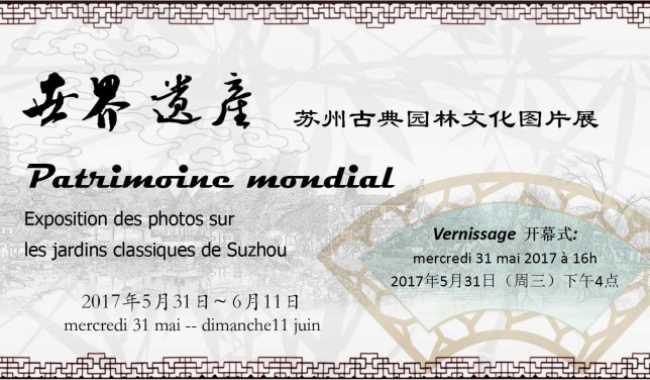 世界遺產 苏州古典园林文化图片展
Patrimoine mondial
Exposition des photos sur
les jardins classiques de Suzhou
2017年5月31日～6月11日
mercredi 31 mai -- dimanche11 juin
Vernissage 开幕式:
mercredi 31 mai 2017 à 16h
2017年5月31日（周三）下午4点